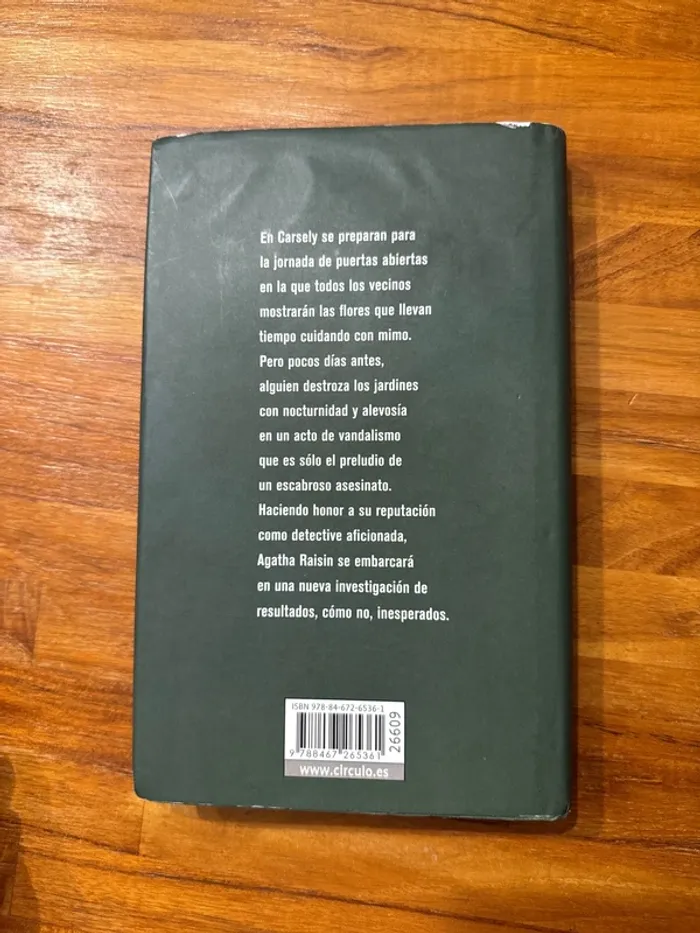 En Carsely se preparan para
la jornada de puertas abiertas
en la que todos los vecinos
mostrarán las flores que llevan
tiempo cuidando con mimo.
Pero pocos días antes,
alguien destroza los jardines
con nocturnidad y alevosía
en un acto de vandalismo
que es sólo el preludio de
un escabroso asesinato.
Haciendo honor a su reputación
como detective aficionada,
Agatha Raisin se embarcará
en una nueva investigación de
resultados, cómo no, inesperados.
ISBN 978-84-672-6536-1
9 788467 265361
26609
www.circulo.es